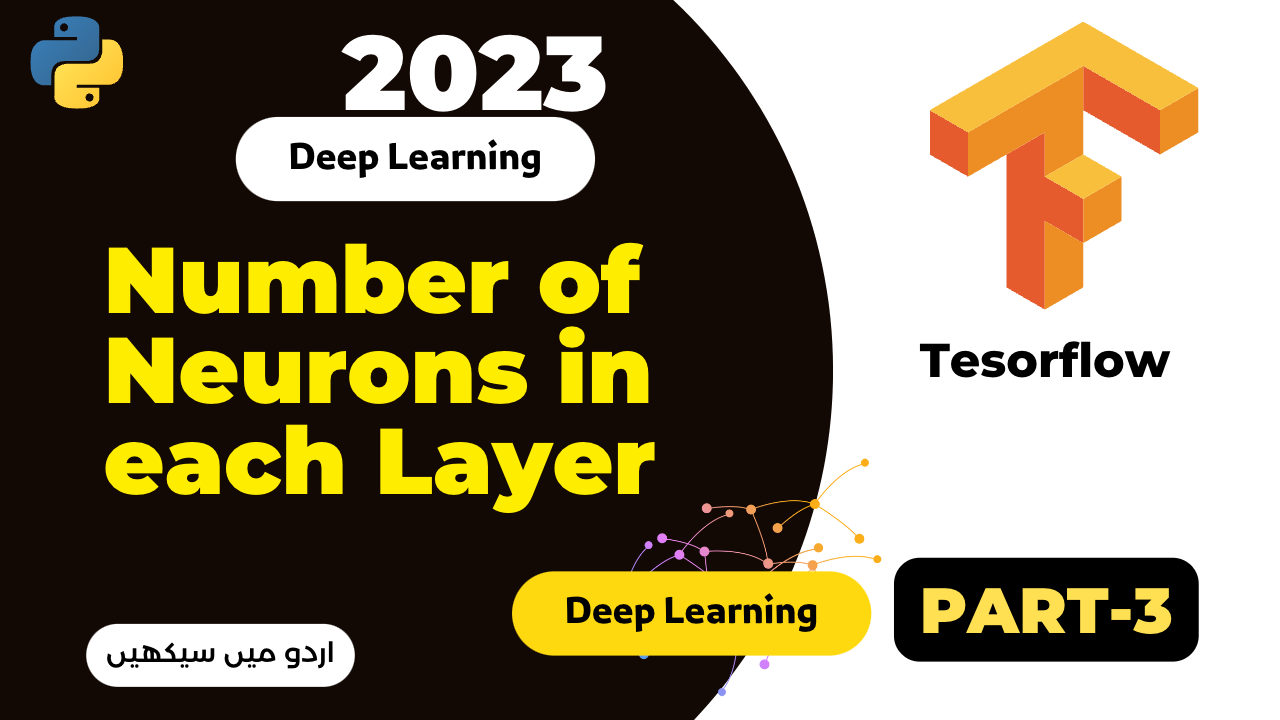 2023
Deep Learning
Number of
Neurons in
each Layer
Tesorflow
Deep Learning
PART-3
اردو میں سیکھیں